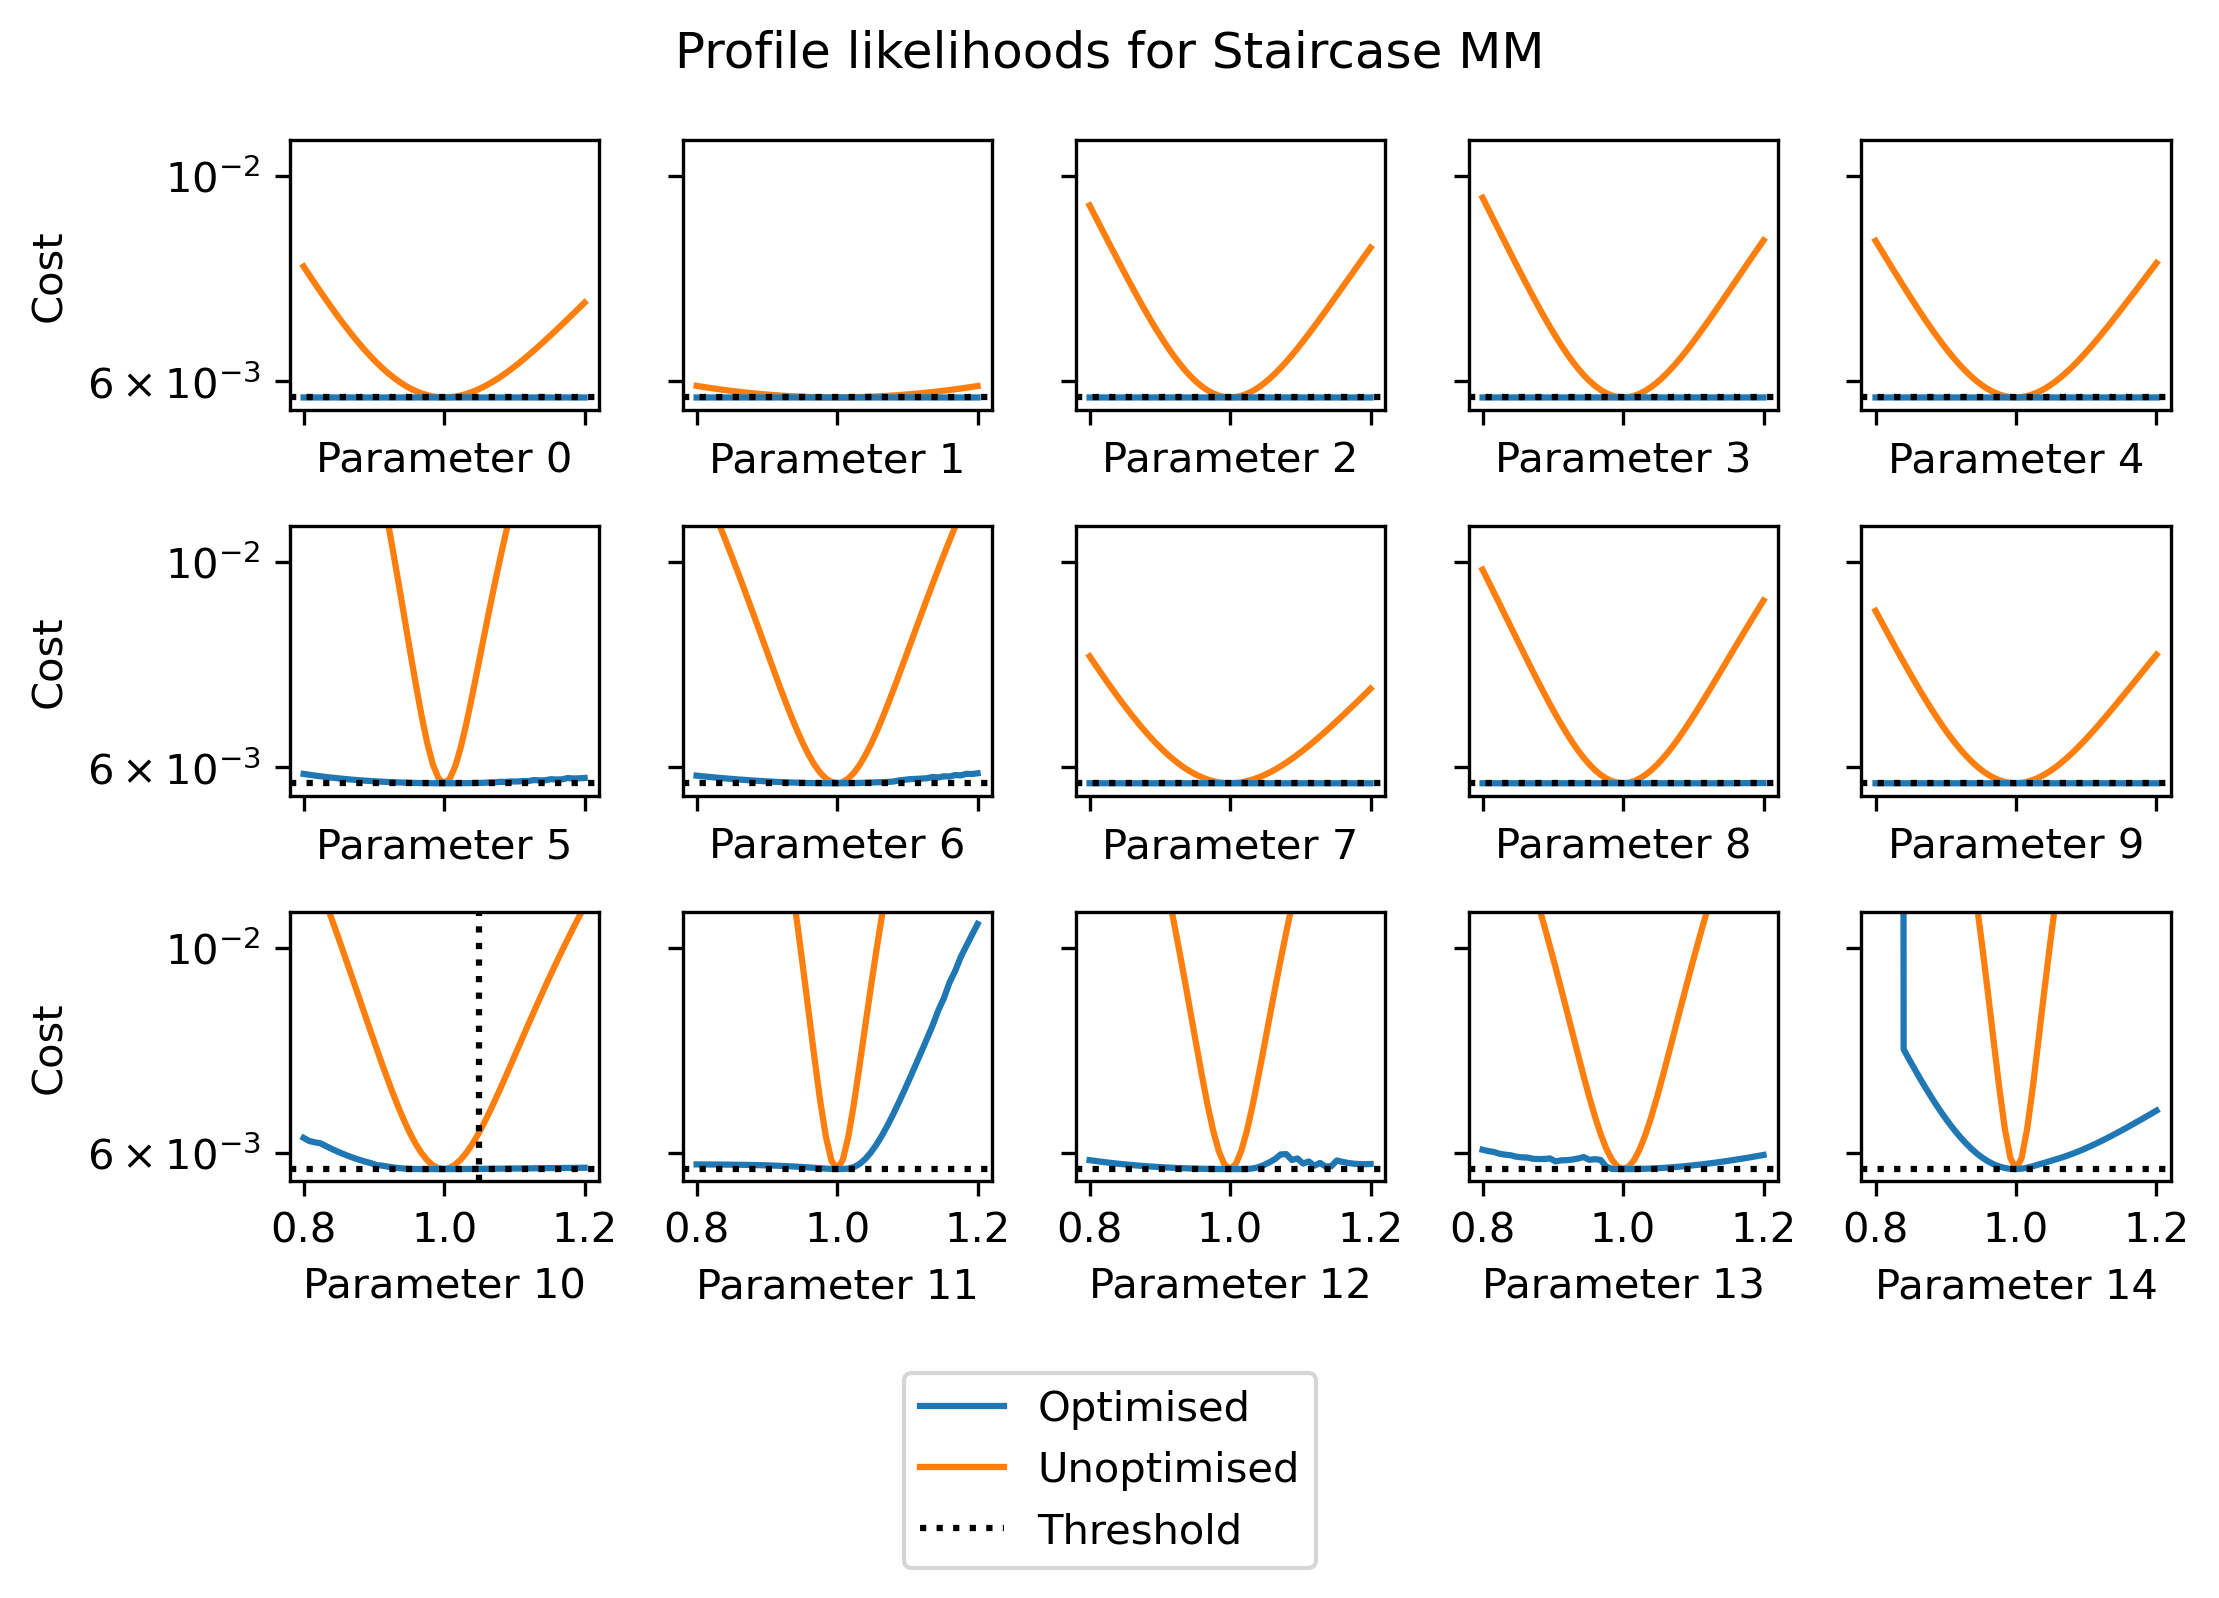 Profile likelihoods for Staircase MM
Cost
10⁻²
6 × 10⁻³
Parameter 0
Parameter 1
Parameter 2
Parameter 3
Parameter 4
Cost
10⁻²
6 × 10⁻³
Parameter 5
Parameter 6
Parameter 7
Parameter 8
Parameter 9
Cost
10⁻²
6 × 10⁻³
0.8 1.0 1.2
Parameter 10
0.8 1.0 1.2
Parameter 11
0.8 1.0 1.2
Parameter 12
0.8 1.0 1.2
Parameter 13
0.8 1.0 1.2
Parameter 14
Optimised
Unoptimised
Threshold